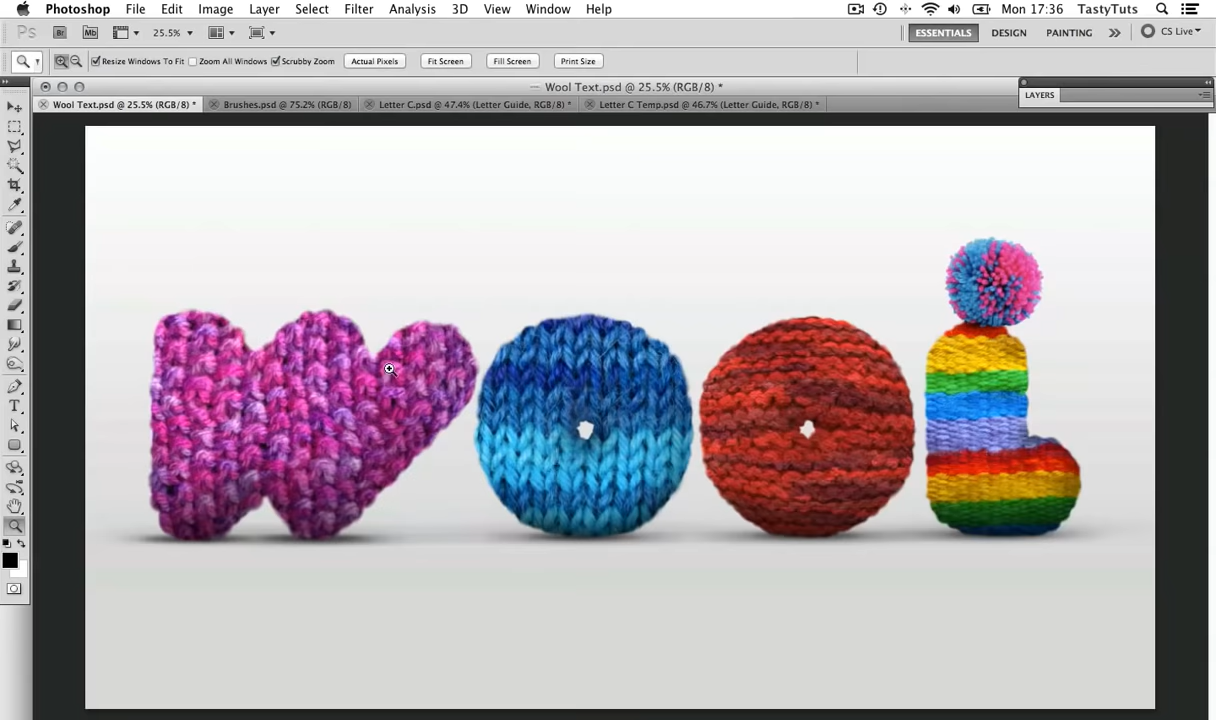 Photoshop File Edit Image Layer Select Filter Analysis 3D View Window Help Mon 17:36 TastyTuts
Ps Br Mb 25.5% ESSENTIALS DESIGN PAINTING CS Live
Resize Windows To Fit Zoom All Windows Scrubby Zoom Actual Pixels Fit Screen Fill Screen Print Size
Wool Text.psd @ 25.5% (RGB/8) *
LAYERS
Wool Text.psd @ 25.5% (RGB/8) * Brushes.psd @ 75.2% (RGB/8) Letter C.psd @ 47.4% (Letter Guide, RGB/8) * Letter C Temp.psd @ 46.7% (Letter Guide, RGB/8) *
WOOL